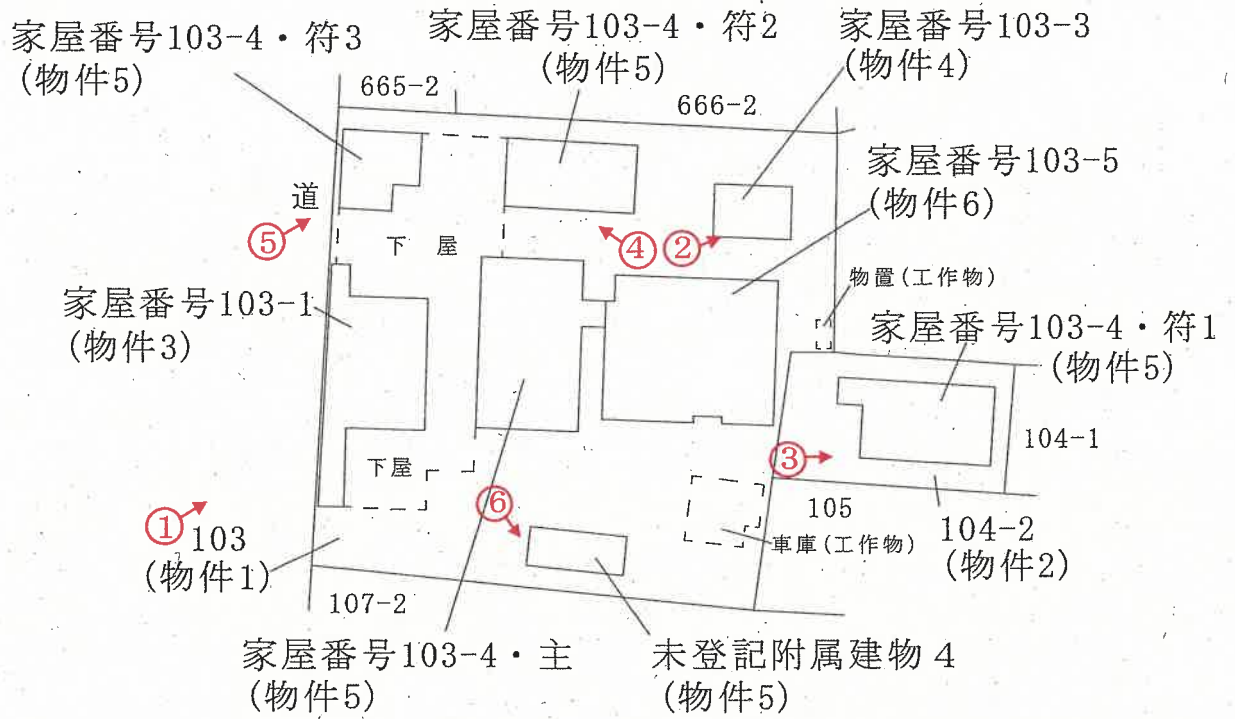 家屋番号103-4・符3
(物件5)
家屋番号103-4・符2
(物件5)
家屋番号103-3
(物件4)
665-2
666-2
家屋番号103-5
(物件6)
道
⑤
下屋
④
②
物置(工作物)
家屋番号103-1
(物件3)
家屋番号103-4・符1
(物件5)
104-1
③
下屋
⑥
①
103
(物件1)
105
車庫(工作物)
104-2
(物件2)
107-2
家屋番号103-4・主
(物件5)
未登記附属建物4
(物件5)